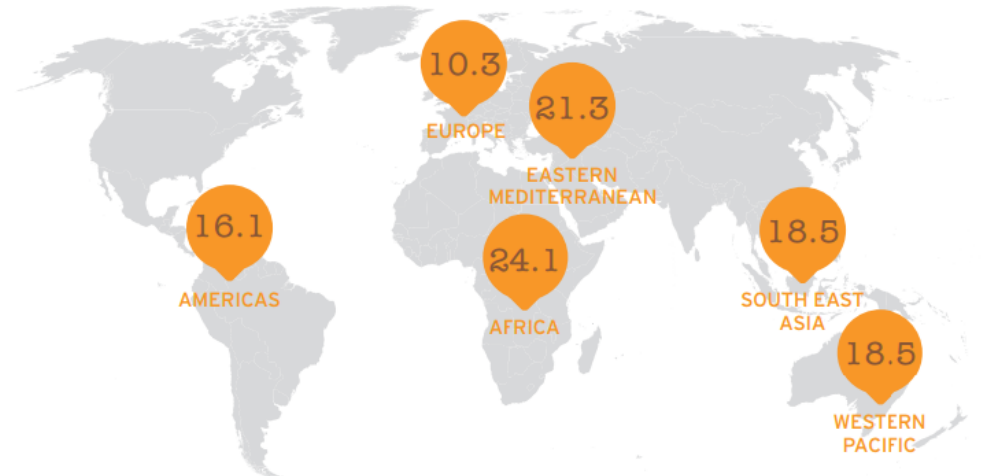 10.3
EUROPE
21.3
EASTERN
MEDITERRANEAN
16.1
AMERICAS
24.1
AFRICA
18.5
SOUTH EAST
ASIA
18.5
WESTERN
PACIFIC